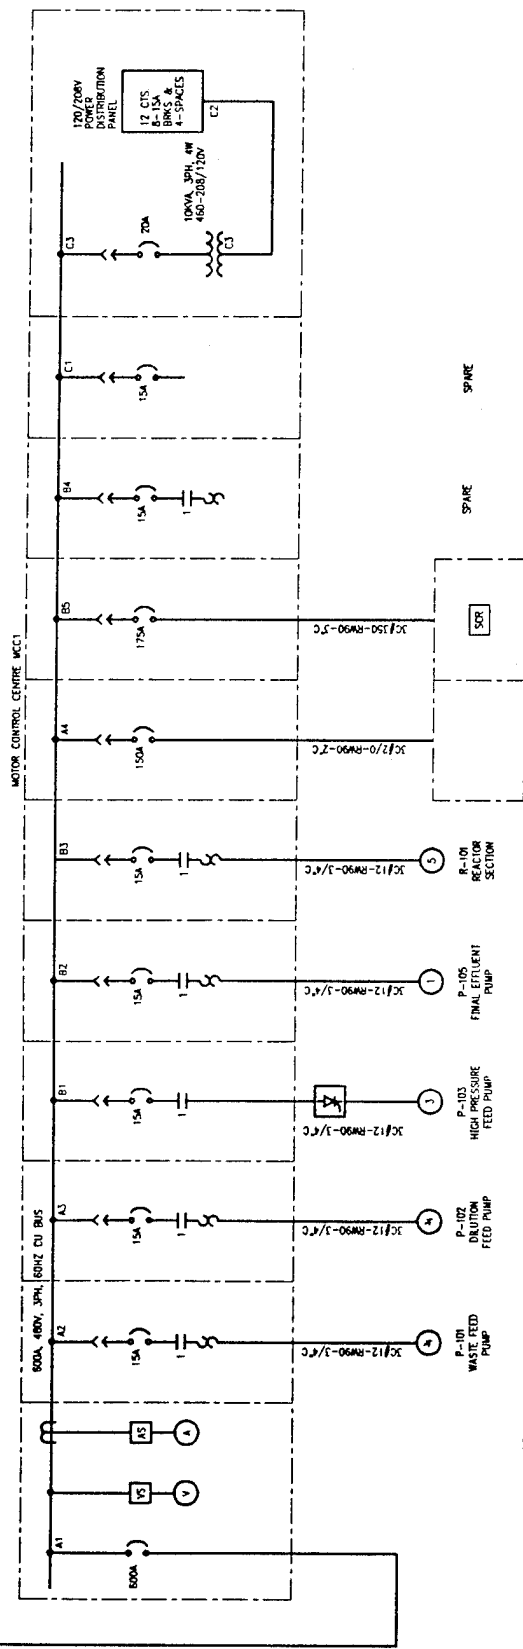 MOTOR CONTROL CENTRE MCC1
600A, 480V, 3PH, 60HZ CU BUS
A1
600A
VS
V
AS
A
A2
15A
1
3C#12-RW90-3/4"C
4
P-101
WASTE FEED
PUMP
A3
15A
1
3C#12-RW90-3/4"C
4
P-102
DILUTION
FEED PUMP
B1
15A
1
3C#12-RW90-3/4"C
3
P-103
HIGH PRESSURE
FEED PUMP
B2
15A
1
3C#12-RW90-3/4"C
1
P-105
FINAL EFFLUENT
PUMP
B3
15A
1
3C#12-RW90-3/4"C
5
R-101
REACTOR
SECTION
A4
150A
3C#2/0-RW90-2"C
B5
175A
3C#350-RW90-3"C
SCR
B4
15A
1
SPARE
C1
15A
SPARE
C3
20A
10KVA, 3PH, 4W
460-208/120V
C3
C2
120/208V
POWER
DISTRIBUTION
PANEL
12 CTS
8-15A
BRKS &
4-SPACES